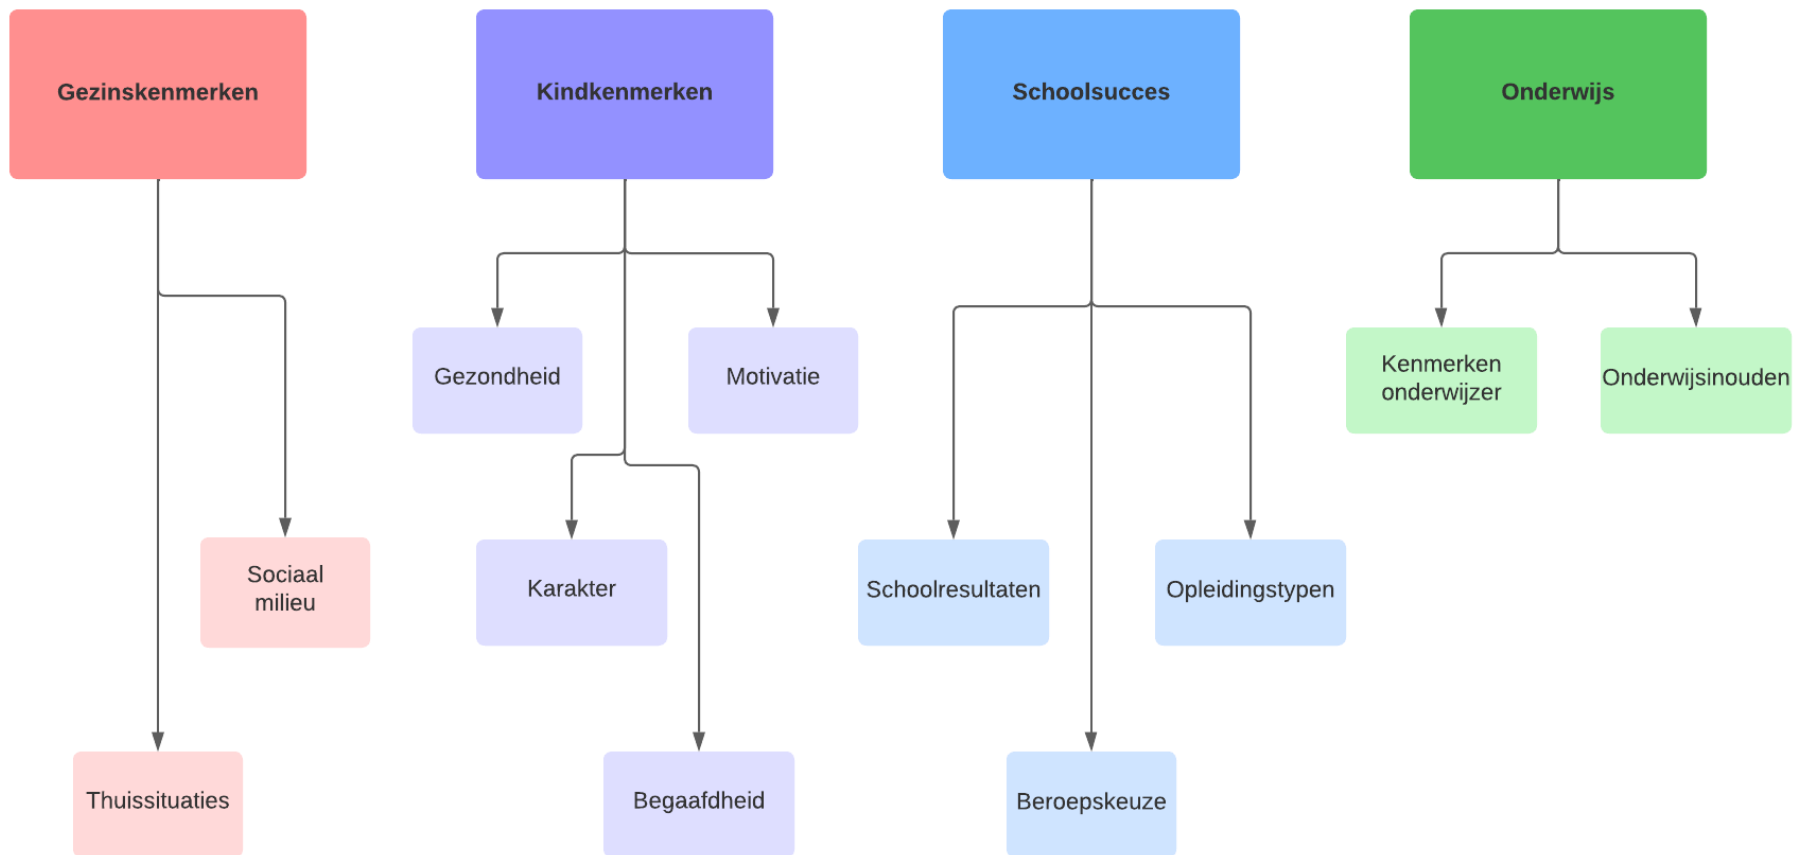 Gezinskenmerken
Kindkenmerken
Schoolsucces
Onderwijs
Gezondheid
Motivatie
Kenmerken
onderwijzer
Onderwijsinouden
Sociaal
milieu
Karakter
Schoolresultaten
Opleidingstypen
Thuissituaties
Begaafdheid
Beroepskeuze